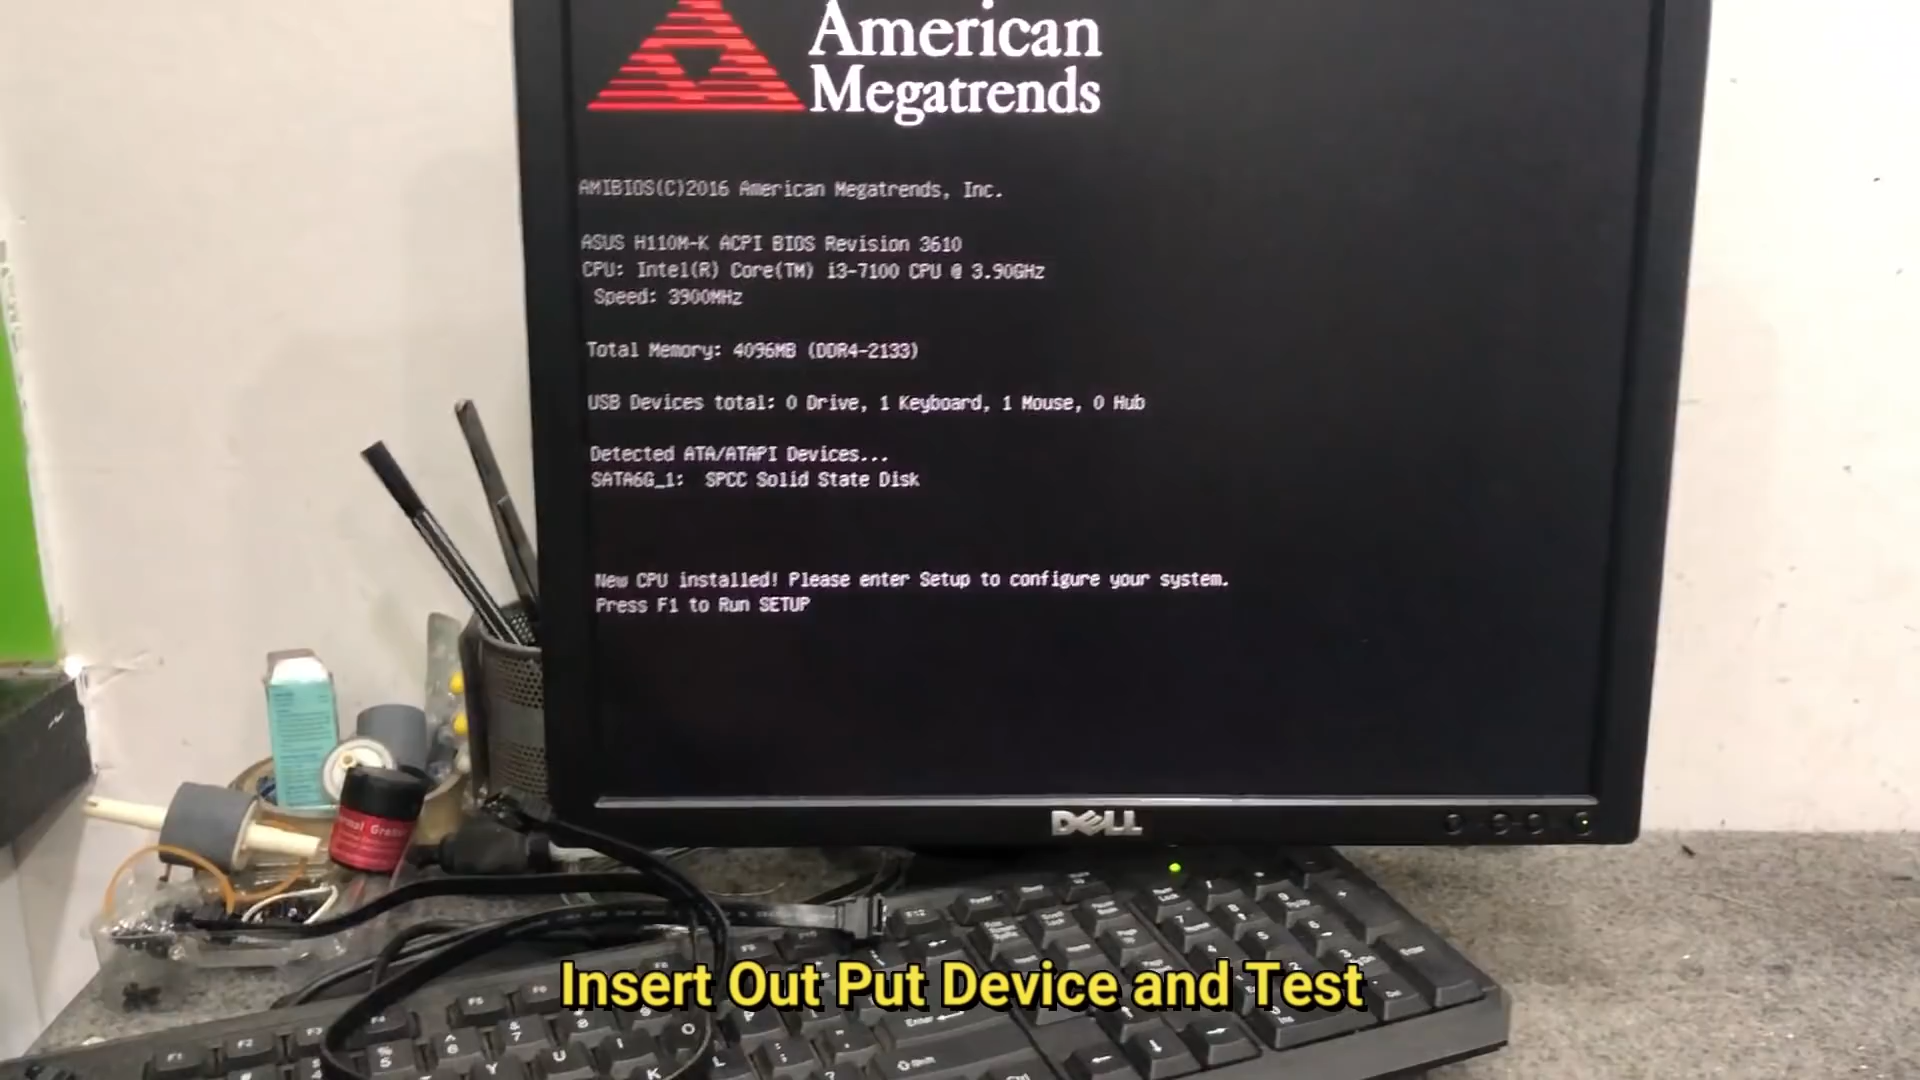 American
Megatrends
AMIBIOS(C)2016 American Megatrends, Inc.
ASUS H110M-K ACPI BIOS Revision 3610
CPU: Intel(R) Core(TM) i3-7100 CPU @ 3.90GHz
Speed: 3900MHz
Total Memory: 4096MB (DDR4-2133)
USB Devices total: 0 Drive, 1 Keyboard, 1 Mouse, 0 Hub
Detected ATA/ATAPI Devices...
SATA6G_1: SPCC Solid State Disk
New CPU installed! Please enter Setup to configure your system.
Press F1 to Run SETUP
DELL
Insert Out Put Device and Test